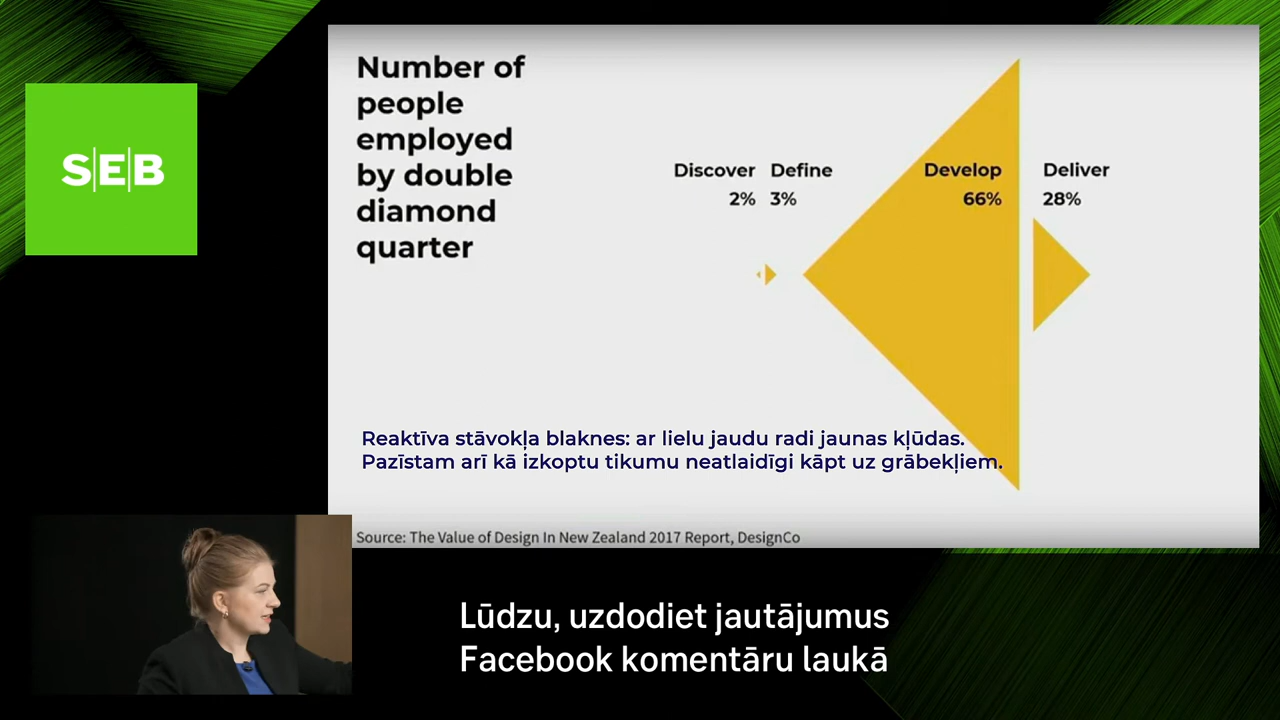 SEB
Number of
people
employed
by double
diamond
quarter
Discover
2%
Define
3%
Develop
66%
Deliver
28%
Reaktīva stāvokļa blaknes: ar lielu jaudu radi jaunas kļūdas.
Pazīstam arī kā izkoptu tikumu neatlaidīgi kāpt uz grābekļiem.
Source: The Value of Design In New Zealand 2017 Report, DesignCo
Lūdzu, uzdodiet jautājumus
Facebook komentāru laukā